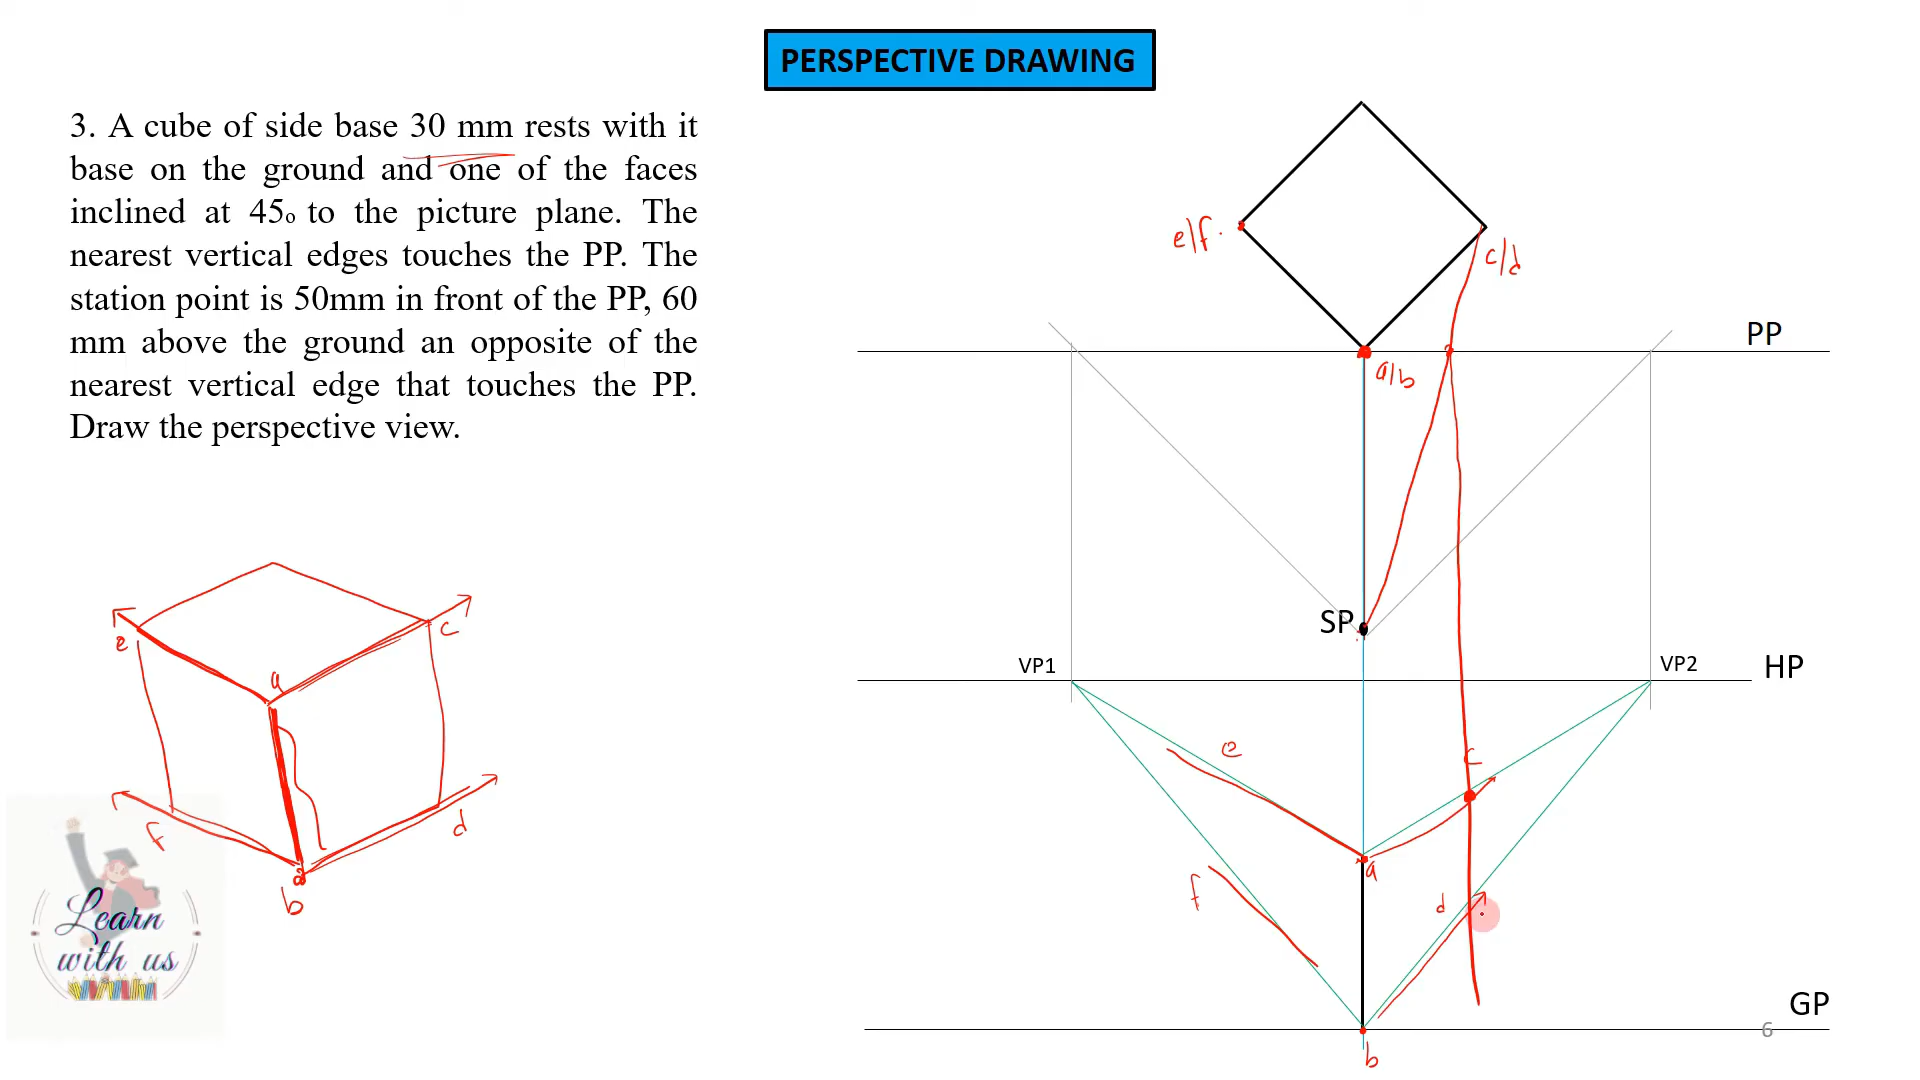 PERSPECTIVE DRAWING
3. A cube of side base 30 mm rests with it
base on the ground and one of the faces
inclined at 45o to the picture plane. The
nearest vertical edges touches the PP. The
station point is 50mm in front of the PP, 60
mm above the ground an opposite of the
nearest vertical edge that touches the PP.
Draw the perspective view.
e/f
c/d
PP
a/b
SP
VP1
VP2
HP
e
c
a
f
d
b
GP
6
e
c
a
f
d
b
Learn
with us